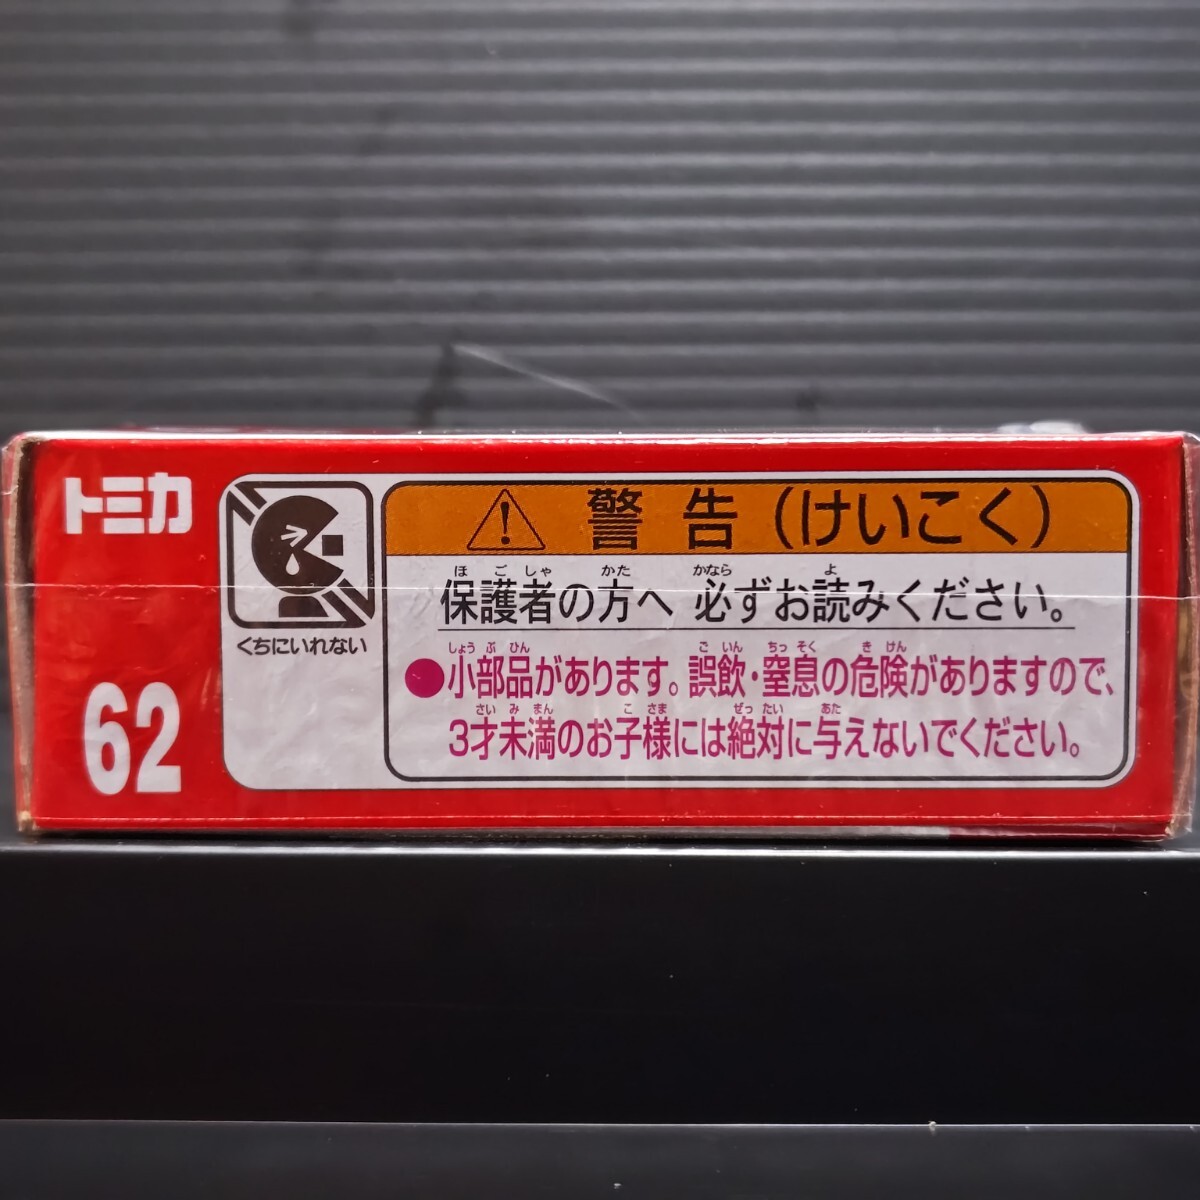 トミカ
62
くちにいれない
警告(けいこく)
ほごしゃ かた かなら よ
保護者の方へ 必ずお読みください。
しょうぶひん ごいん ちっそく きけん
●小部品があります。誤飲・窒息の危険がありますので、
さいみまん こさま ぜったい あた
3才未満のお子様には絶対に与えないでください。